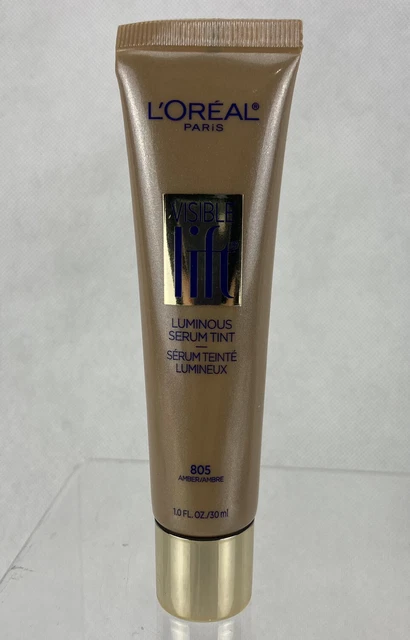 L'ORÉAL®
PARIS
VISIBLE
lift
LUMINOUS
SERUM TINT
SÉRUM TEINTÉ
LUMINEUX
805
AMBER/AMBRE
1.0 FL.OZ./30 ml